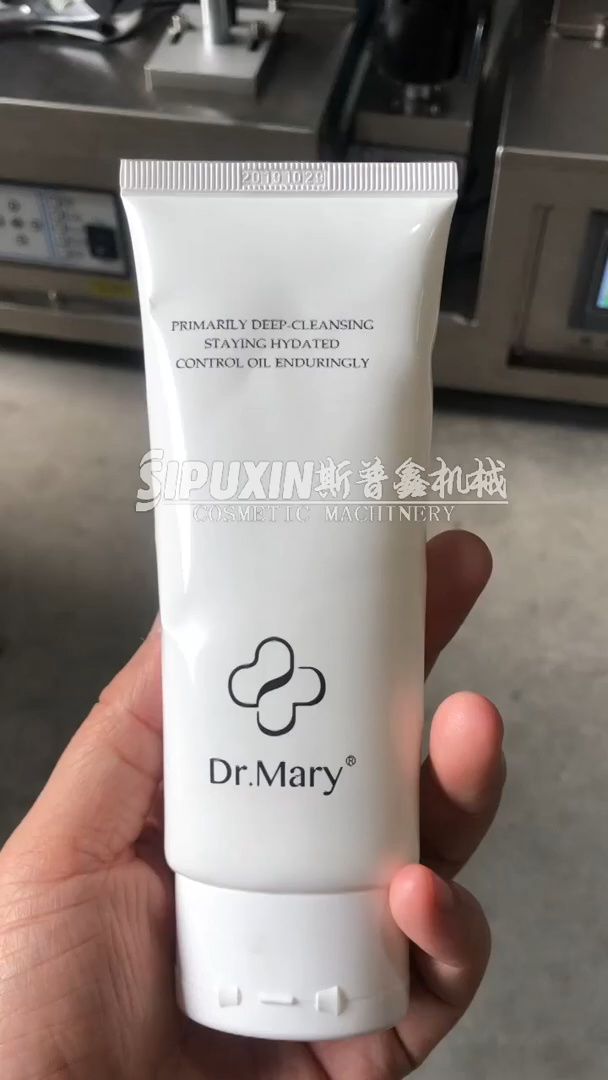 20191029
PRIMARILY DEEP-CLEANSING
STAYING HYDATED
CONTROL OIL ENDURINGLY
SIPUXIN斯普鑫机械
COSMETIC MACHTNERY
Dr.Mary®